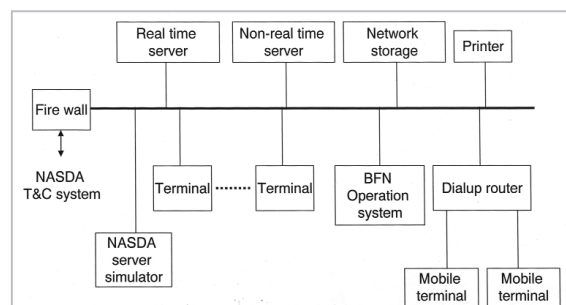 Real time
server
Non-real time
server
Network
storage
Printer
Fire wall
NASDA
T&C system
Terminal
Terminal
BFN
Operation
system
Dialup router
NASDA
server
simulator
Mobile
terminal
Mobile
terminal